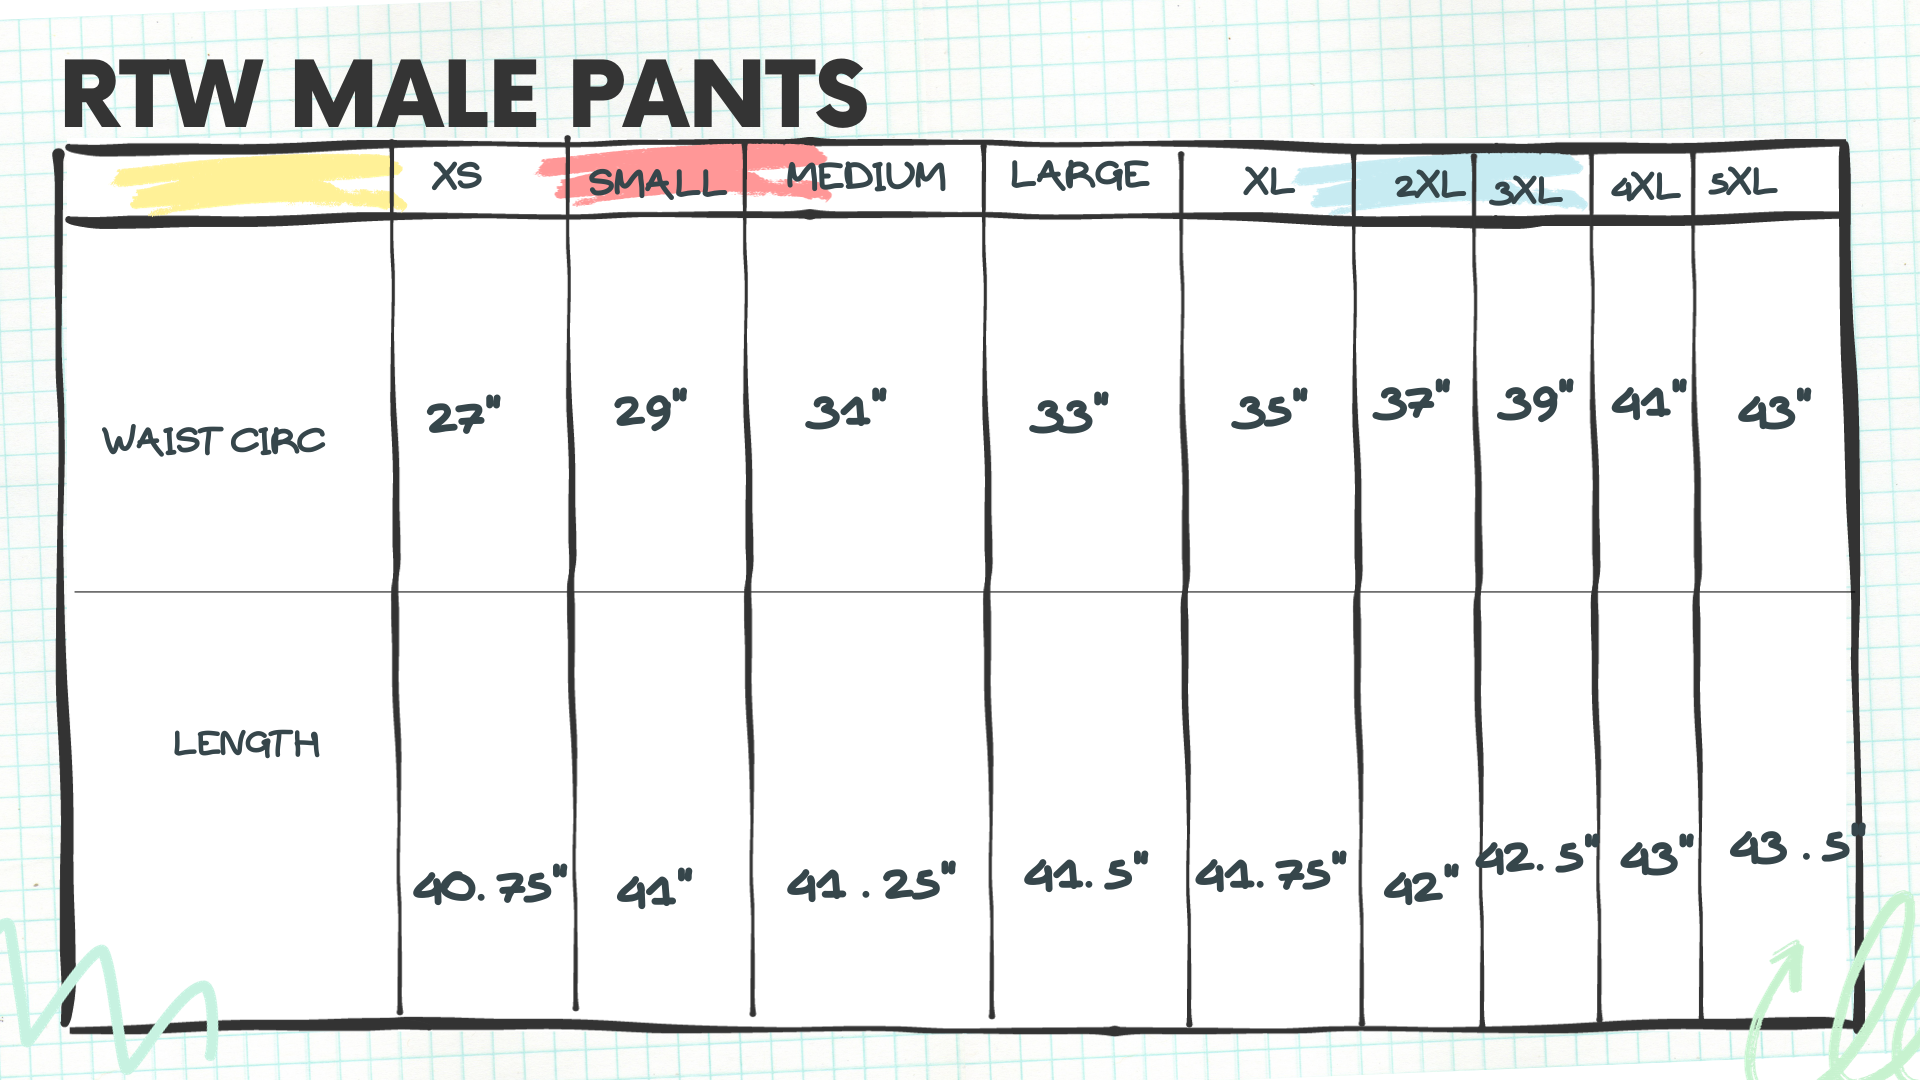 RTW MALE PANTS
XS SMALL MEDIUM LARGE XL 2XL 3XL 4XL 5XL
WAIST CIRC 27" 29" 31" 33" 35" 37" 39" 41" 43"
LENGTH
40.75" 41" 41.25" 41.5" 41.75" 42" 42.5" 43" 43.5"